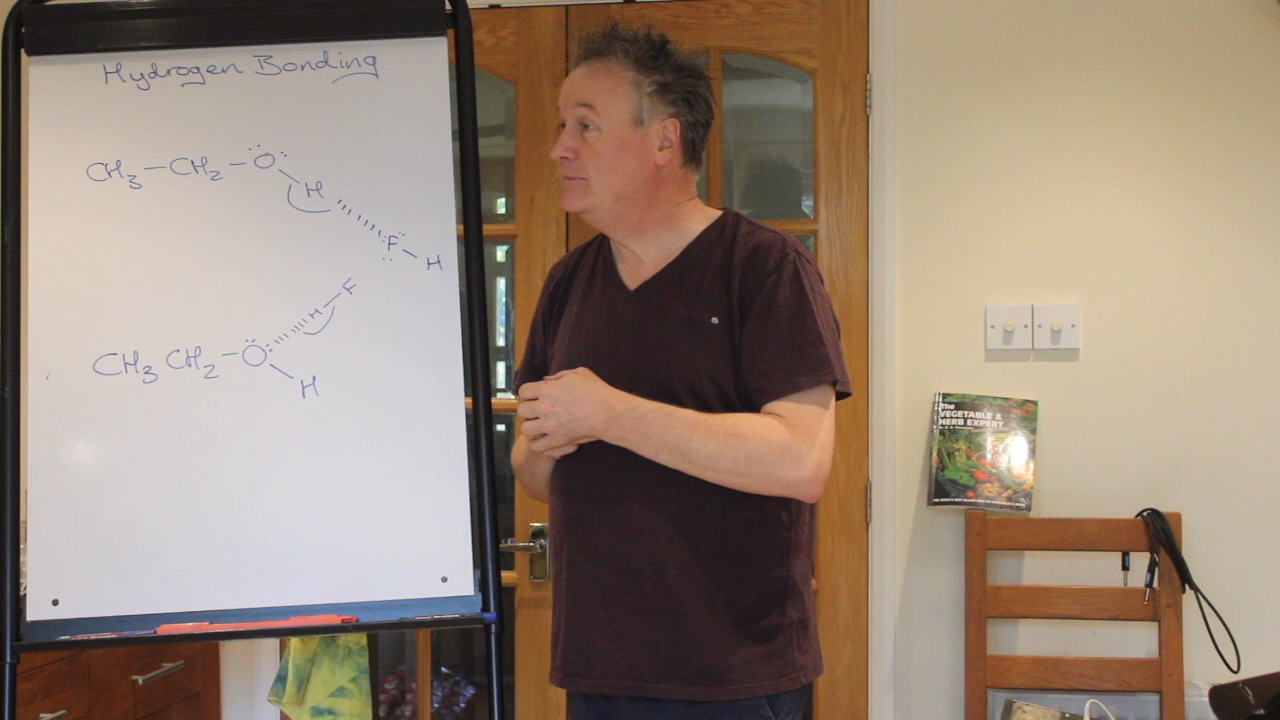 Hydrogen Bonding
CH₃—CH₂—O
H
F—H
F
H
CH₃ CH₂—O
H
The
VEGETABLE &
HERB EXPERT